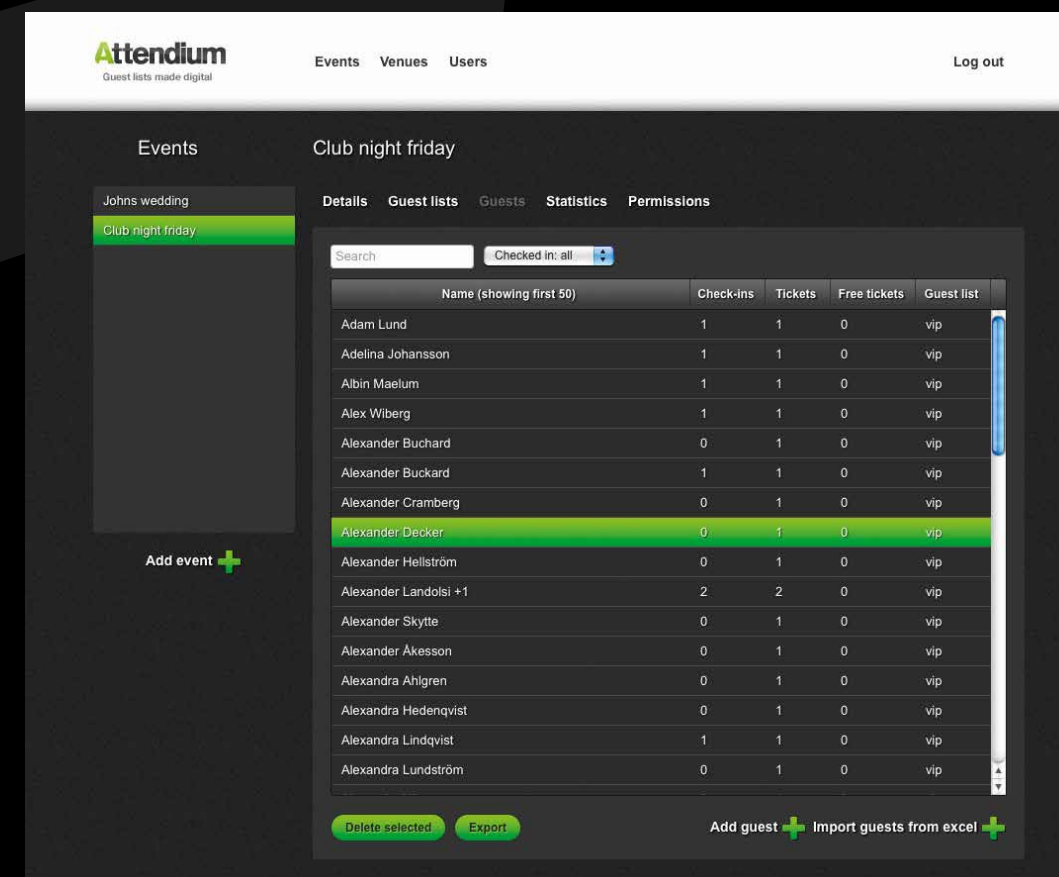 Attendium
Guest lists made digital
Events Venues Users
Log out
Events
Johns wedding
Club night friday
Add event
Club night friday
Details Guest lists Guests Statistics Permissions
Search
Checked in: all
Name (showing first 50) Check-ins Tickets Free tickets Guest list
Adam Lund 1 1 0 vip
Adelina Johansson 1 1 0 vip
Albin Maelum 1 1 0 vip
Alex Wiberg 1 1 0 vip
Alexander Buchard 0 1 0 vip
Alexander Buckard 1 1 0 vip
Alexander Cramberg 0 1 0 vip
Alexander Decker 0 1 0 vip
Alexander Hellström 0 1 0 vip
Alexander Landolsi +1 2 2 0 vip
Alexander Skytte 0 1 0 vip
Alexander Åkesson 0 1 0 vip
Alexandra Ahlgren 0 1 0 vip
Alexandra Hedenqvist 0 1 0 vip
Alexandra Lindqvist 1 1 0 vip
Alexandra Lundström 0 1 0 vip
Delete selected Export Add guest Import guests from excel